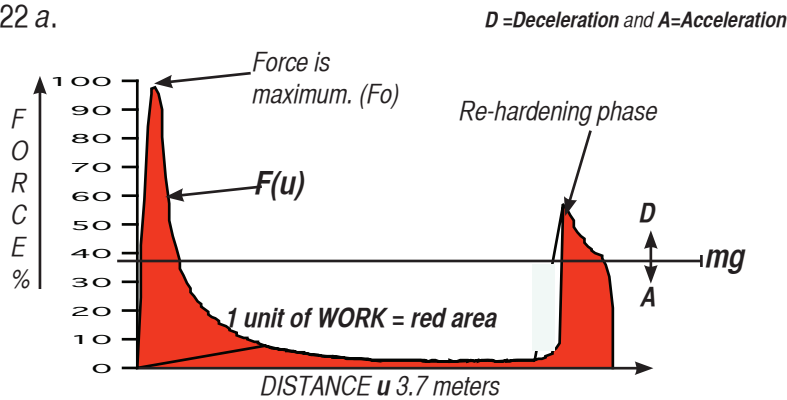 22 a.
D =Deceleration and A=Acceleration
Force is
maximum. (Fo)
Re-hardening phase
F(u)
FORCE %
100
90
80
70
60
50
40
30
20
10
0
D
mg
A
1 unit of WORK = red area
DISTANCE u 3.7 meters